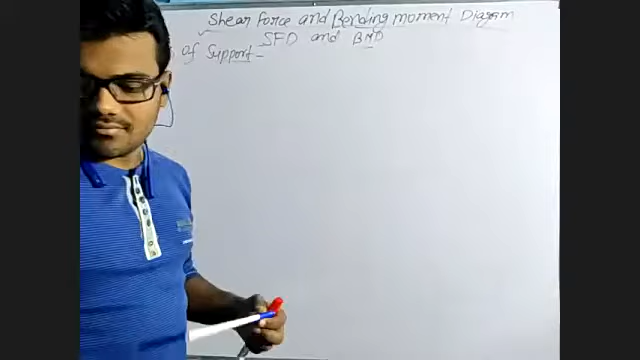 Shear Force and Bending moment Diagram
SFD and BMD
of Support -